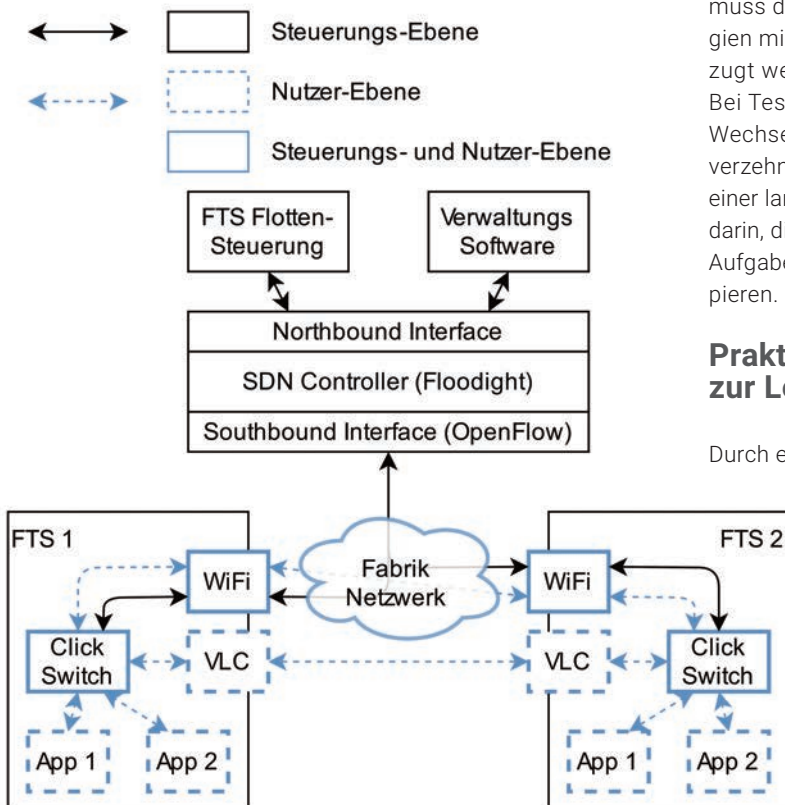 Steuerungs-Ebene
Nutzer-Ebene
Steuerungs- und Nutzer-Ebene
FTS Flotten-
Steuerung
Verwaltungs
Software
Northbound Interface
SDN Controller (Floodight)
Southbound Interface (OpenFlow)
FTS 1
WiFi
Click
Switch
VLC
App 1
App 2
Fabrik
Netzwerk
FTS 2
WiFi
VLC
Click
Switch
App 1
App 2
muss d
gien mi
zugt we
Bei Tes
Wechse
verzehn
einer la
darin, di
Aufgabe
pieren.
Prakt
zur L
Durch e